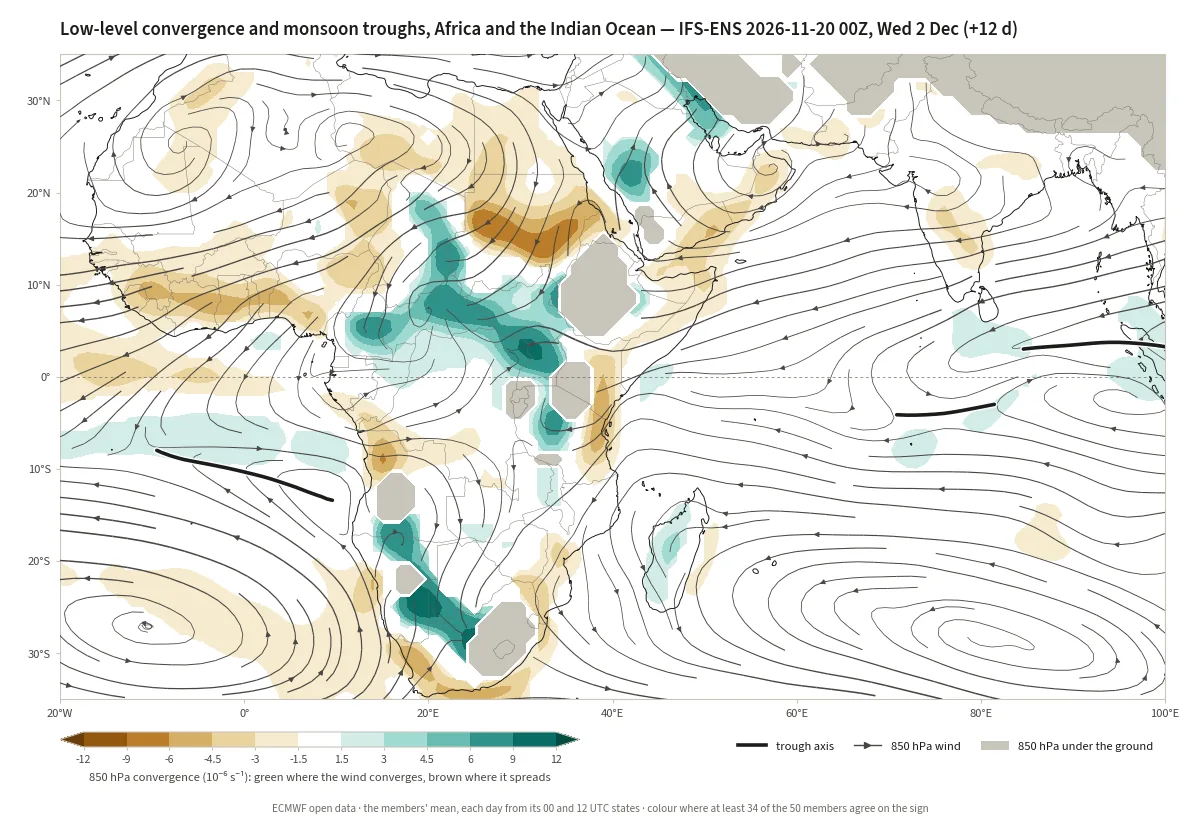 Low-level convergence and monsoon troughs, Africa and the Indian Ocean — IFS-ENS 2026-11-20 00Z, Wed 2 Dec (+12 d)
30°N
20°N
10°N
0°
10°S
20°S
30°S
20°W 0° 20°E 40°E 60°E 80°E 100°E
-12 -9 -6 -4.5 -3 -1.5 1.5 3 4.5 6 9 12
850 hPa convergence (10⁻⁶ s⁻¹): green where the wind converges, brown where it spreads
trough axis 850 hPa wind 850 hPa under the ground
ECMWF open data · the members' mean, each day from its 00 and 12 UTC states · colour where at least 34 of the 50 members agree on the sign